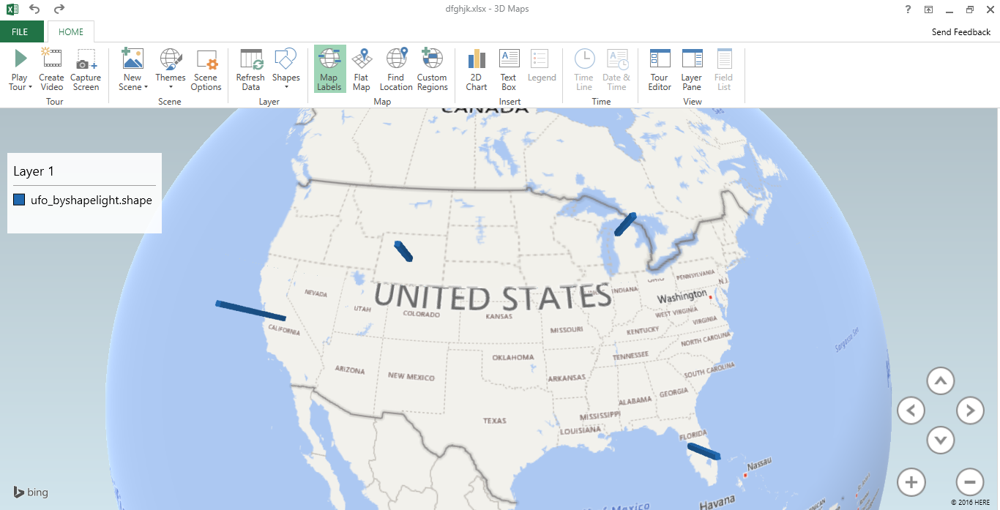 dfghjk.xlsx - 3D Maps
?
FILE
HOME
Send Feedback
Play
Tour
Create
Video
Capture
Screen
New
Scene
Themes
Scene
Options
Refresh
Data
Shapes
Map
Labels
Flat
Map
Find
Location
Custom
Regions
2D
Chart
A
Text
Box
Legend
Time
Line
Date &
Time
Tour
Editor
Layer
Pane
Field
List
Tour
Scene
Layer
Map
Insert
Time
View
CANADA
Layer 1
ufo_byshapelight.shape
UNITED STATES
NEVADA
UTAH
COLORADO
KANSAS
CALIFORNIA
INDIANA
OHIO
PENNSYLVANIA
N.J.
Washington
WEST VIRGINIA
VIRGINIA
MISSOURI
KENTUCKY
NORTH CAROLINA
TENNESSEE
OKLAHOMA
ARIZONA
NEW MEXICO
ARKANSAS
SOUTH CAROLINA
GEORGIA
ALABAMA
MISSISSIPPI
TEXAS
LOUISIANA
FLORIDA
Sargasso Sea
Nassau
Havana
Mexico
bing
© 2016 HERE